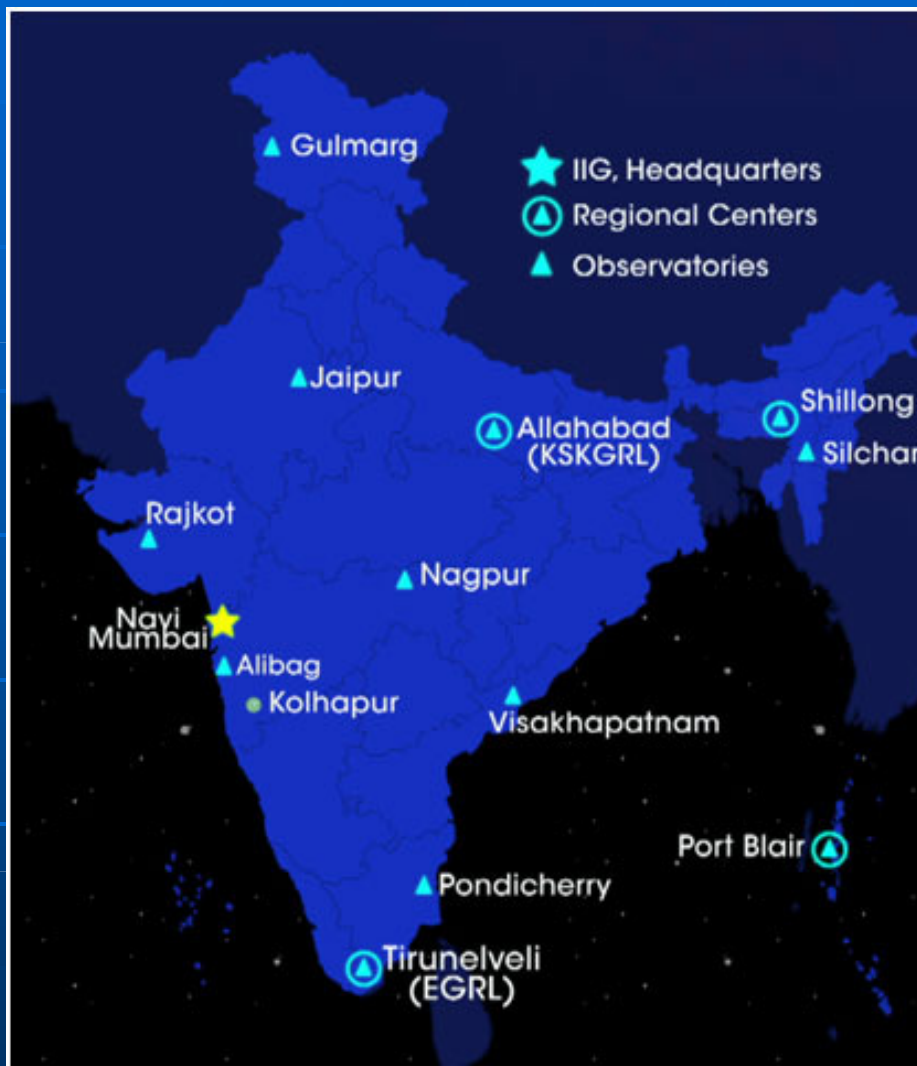 Gulmarg
IIG, Headquarters
Regional Centers
Observatories
Jaipur
Allahabad
(KSKGRL)
Shillong
Silchar
Rajkot
Nagpur
Navi
Mumbai
Alibag
Kolhapur
Visakhapatnam
Port Blair
Pondicherry
Tirunelveli
(EGRL)